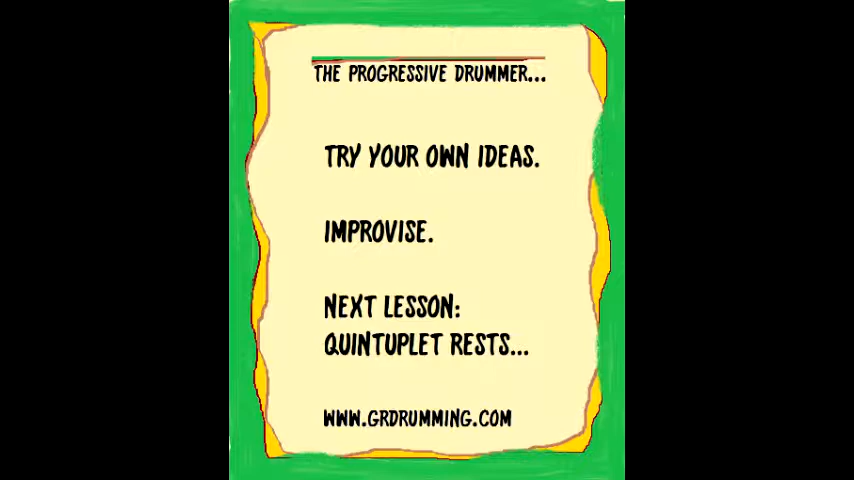 THE PROGRESSIVE DRUMMER...
TRY YOUR OWN IDEAS.
IMPROVISE.
NEXT LESSON:
QUINTUPLET RESTS...
WWW.GRDRUMMING.COM